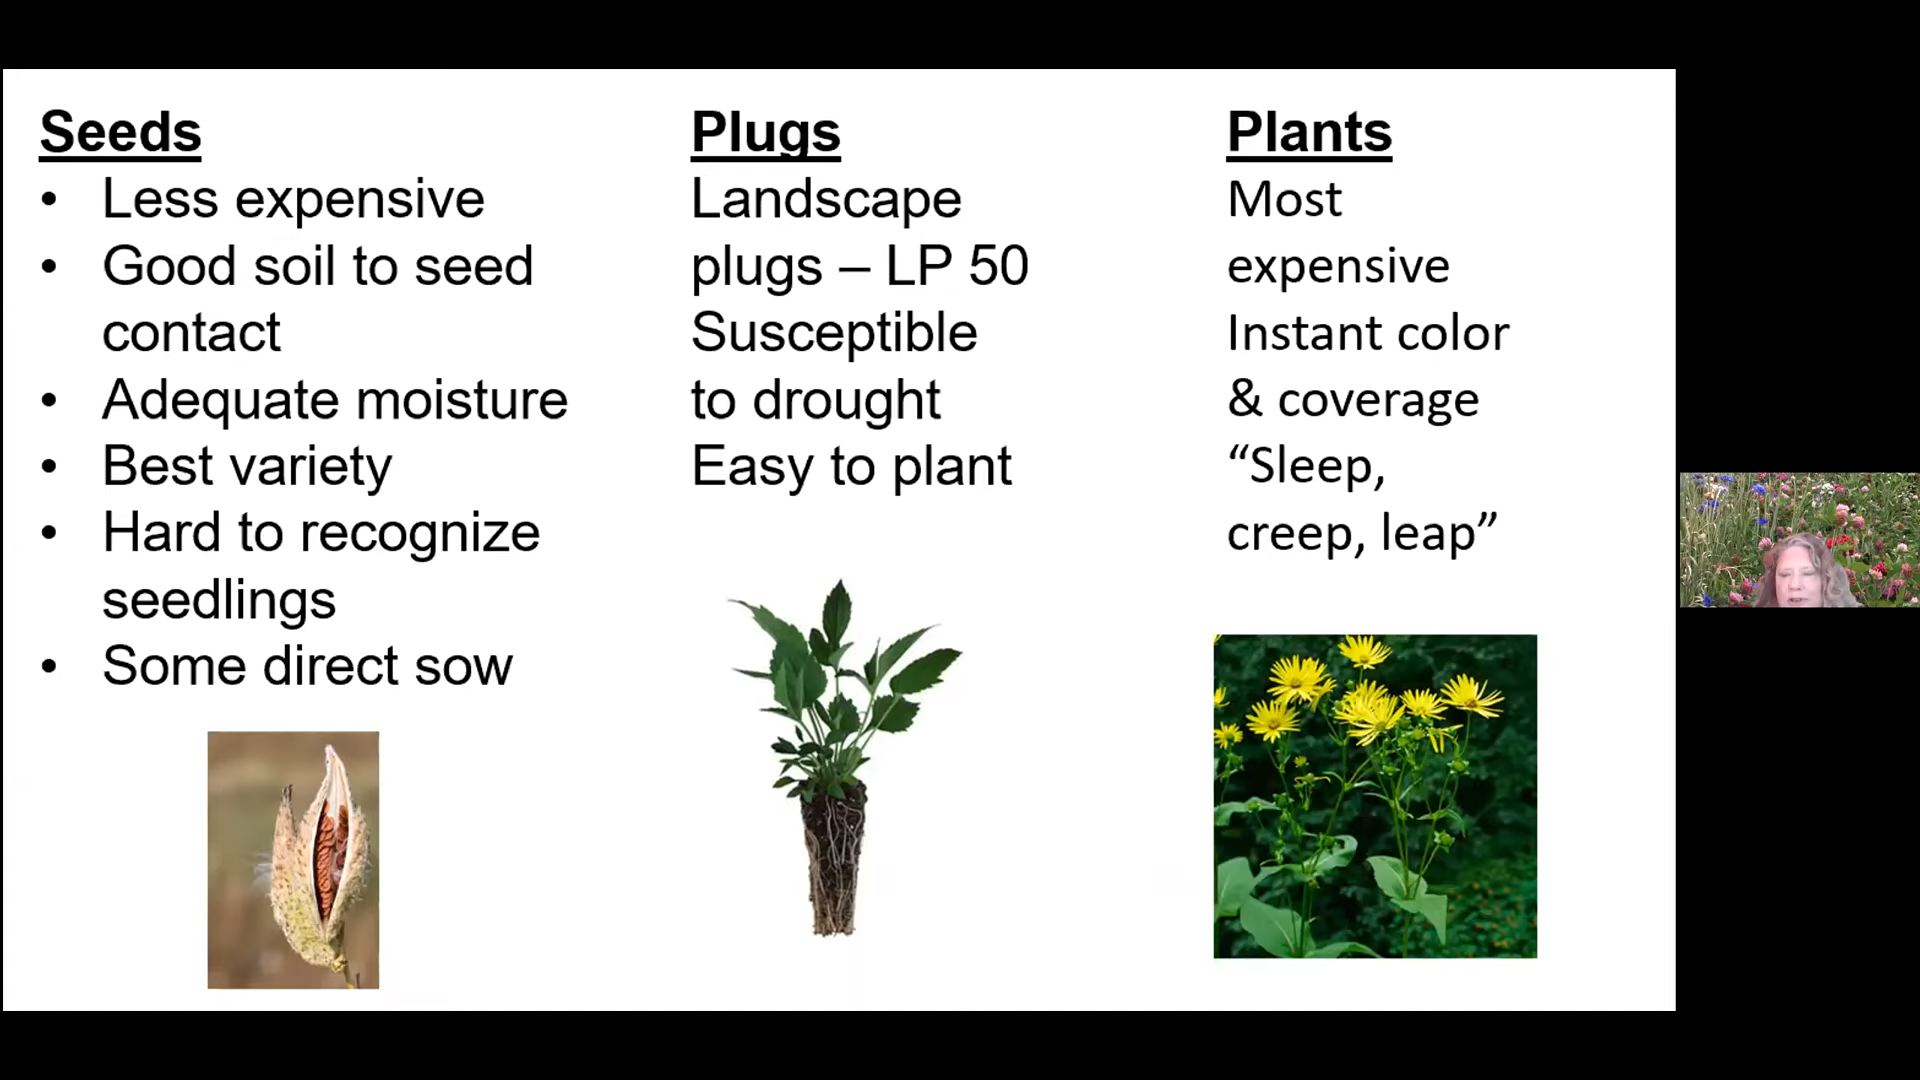 Seeds
• Less expensive
• Good soil to seed
contact
• Adequate moisture
• Best variety
• Hard to recognize
seedlings
• Some direct sow
Plugs
Landscape
plugs – LP 50
Susceptible
to drought
Easy to plant
Plants
Most
expensive
Instant color
& coverage
“Sleep,
creep, leap”